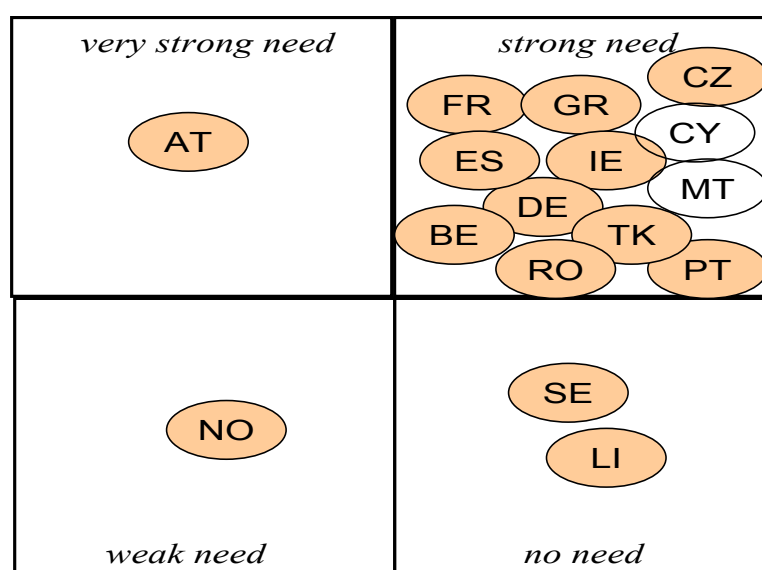 very strong need
strong need
CZ
FR GR
CY
AT
ES IE
MT
DE
BE TK
RO PT
SE
NO
LI
weak need
no need